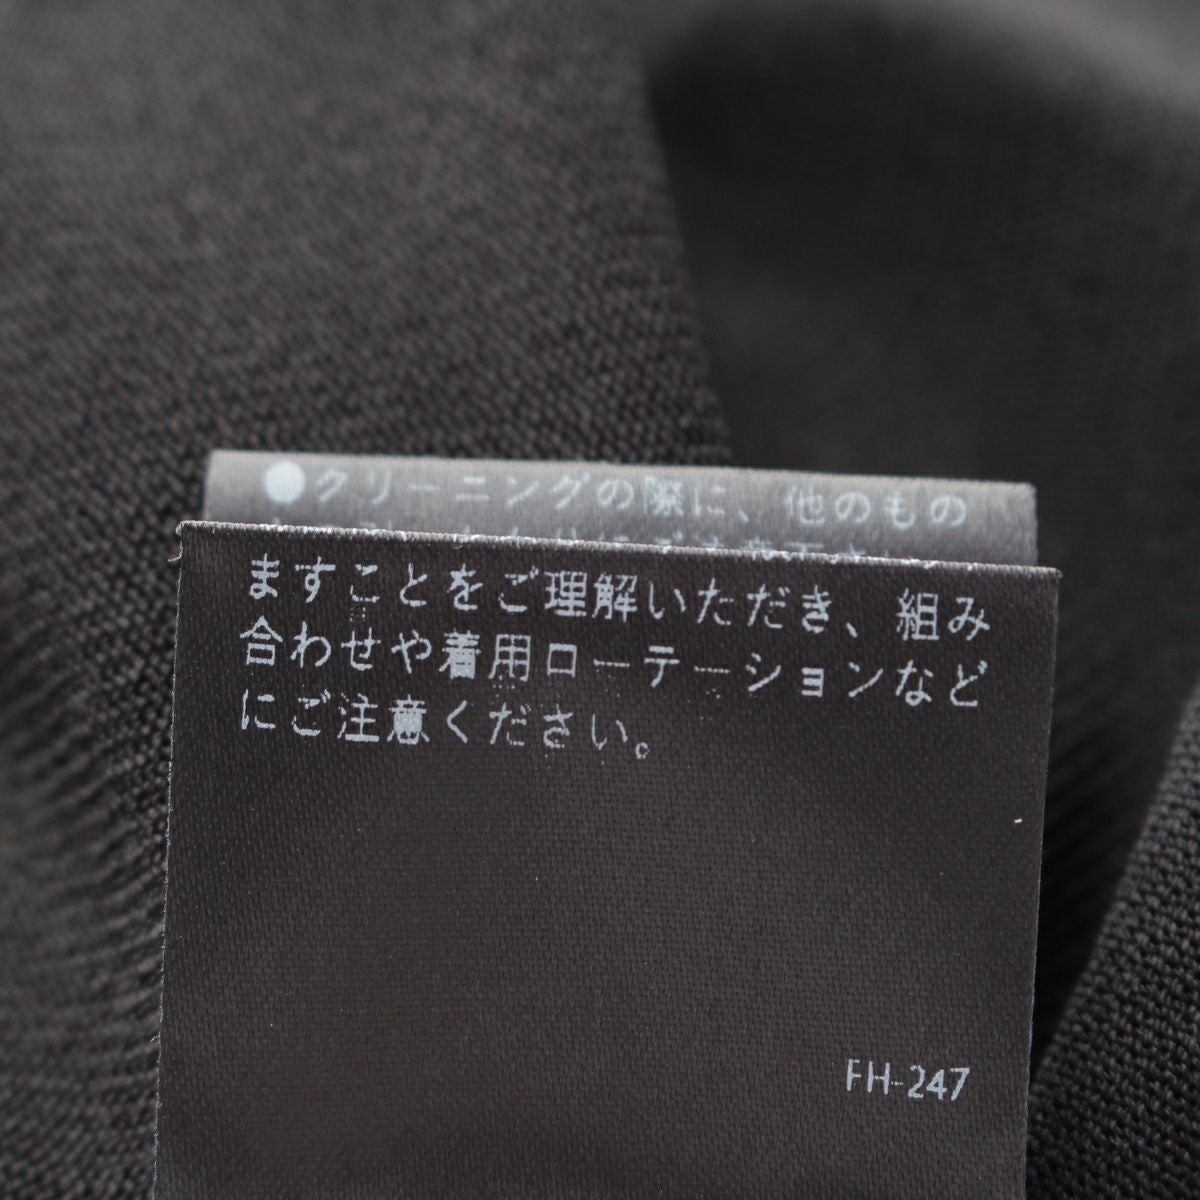 ●クリーニングの際に、他のもの
ますことをご理解いただき、組み
合わせや着用ローテーションなど
にご注意ください。
FH-247